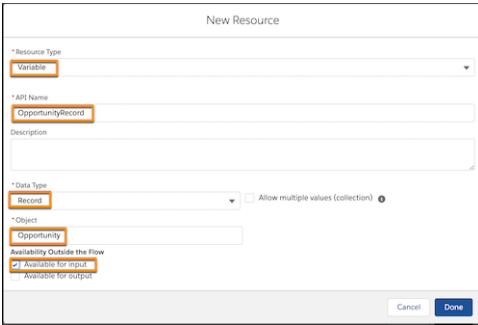 New Resource
*Resource Type
Variable
*API Name
OpportunityRecord
Description
*Data Type
Record
Allow multiple values (collection)
*Object
Opportunity
Availability Outside the Flow
Available for input
Available for output
Cancel
Done